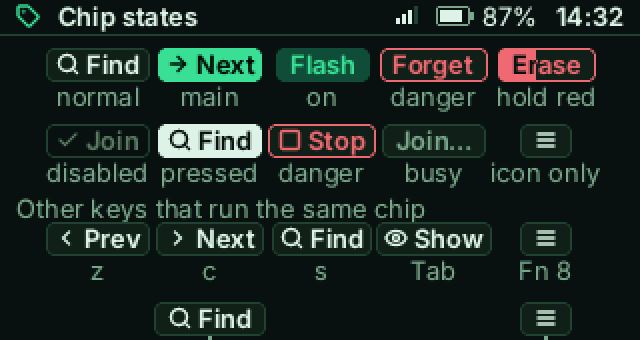 Chip states 87% 14:32
Find Next Flash Forget Erase
normal main on danger hold red
Join Find Stop Join...
disabled pressed danger busy icon only
Other keys that run the same chip
Prev Next Find Show
z c s Tab Fn 8
Find